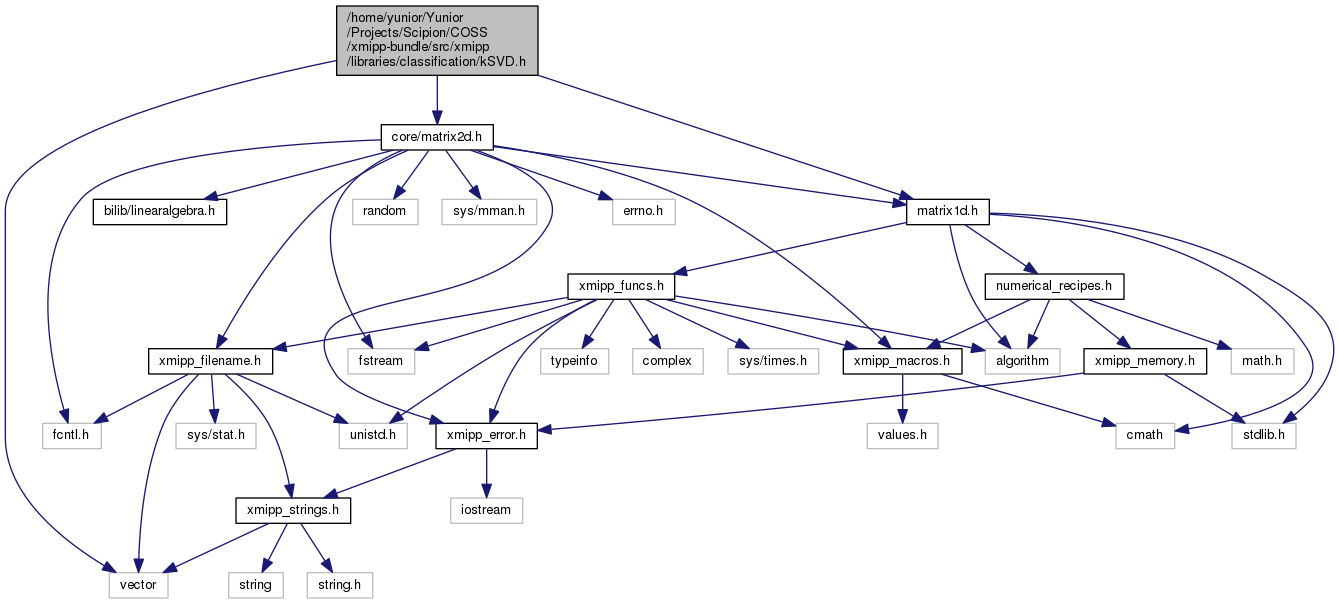 /home/yunior/Yunior
/Projects/Scipion/COSS
/xmipp-bundle/src/xmipp
/libraries/classification/kSVD.h
core/matrix2d.h
bilib/linearalgebra.h
random
sys/mman.h
errno.h
matrix1d.h
xmipp_funcs.h
numerical_recipes.h
xmipp_filename.h
fstream
typeinfo
complex
sys/times.h
xmipp_macros.h
algorithm
xmipp_memory.h
math.h
fcntl.h
sys/stat.h
unistd.h
xmipp_error.h
values.h
cmath
stdlib.h
xmipp_strings.h
iostream
vector
string
string.h